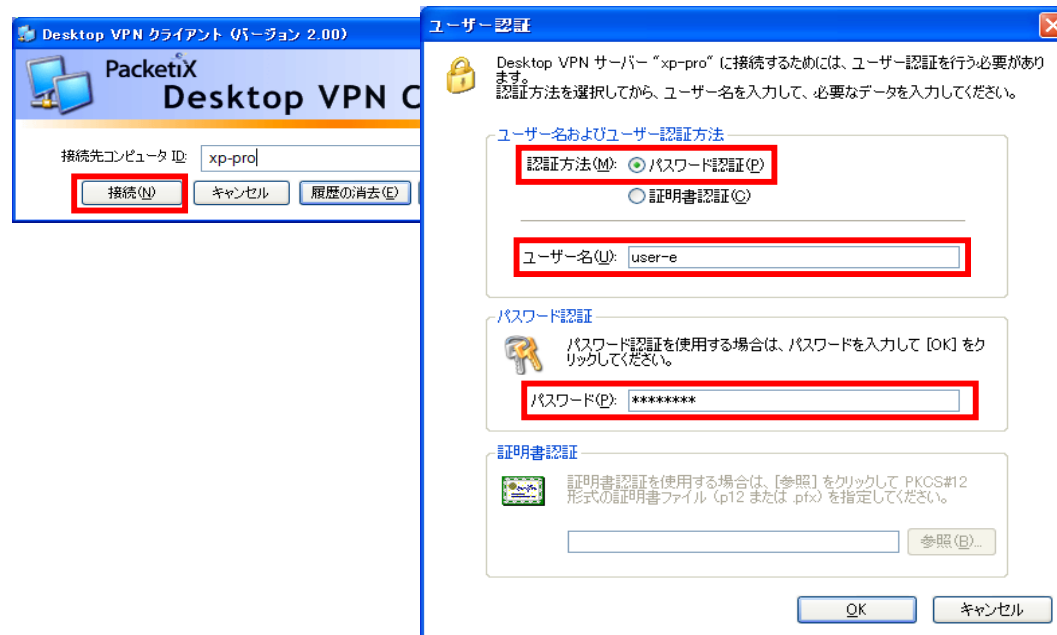 Desktop VPN クライアント (バージョン 2.00)
PacketiX
Desktop VPN C
接続先コンピュータ ID:
xp-pro
接続(N)
キャンセル
履歴の消去(E)
ユーザー認証
Desktop VPN サーバー "xp-pro" に接続するためには、ユーザー認証を行う必要があり
ます。
認証方法を選択してから、ユーザー名を入力して、必要なデータを入力してください。
ユーザー名およびユーザー認証方法
認証方法(M):
パスワード認証(P)
証明書認証(C)
ユーザー名(U):
user-e
パスワード認証
パスワード認証を使用する場合は、パスワードを入力して [OK] をク
リックしてください。
パスワード(P):
********
証明書認証
証明書認証を使用する場合は、[参照] をクリックして PKCS#12
形式の証明書ファイル (p12 または .pfx) を指定してください。
参照(B)...
OK
キャンセル